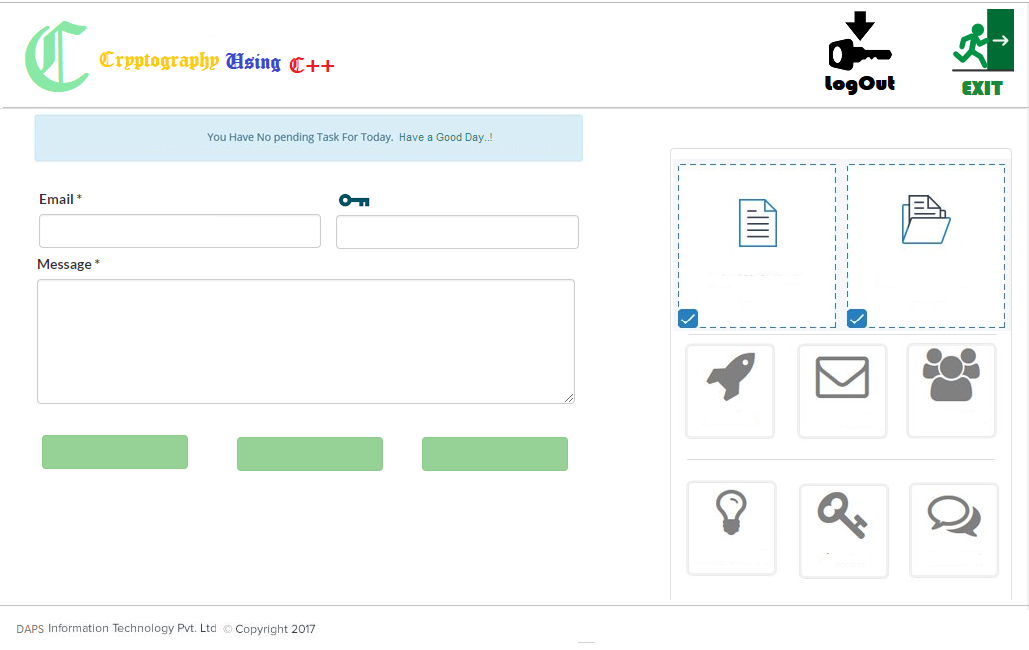 C Cryptography Using C++
LogOut
EXIT
You Have No pending Task For Today. Have a Good Day..!
Email *
Message *
DAPS Information Technology Pvt. Ltd © Copyright 2017